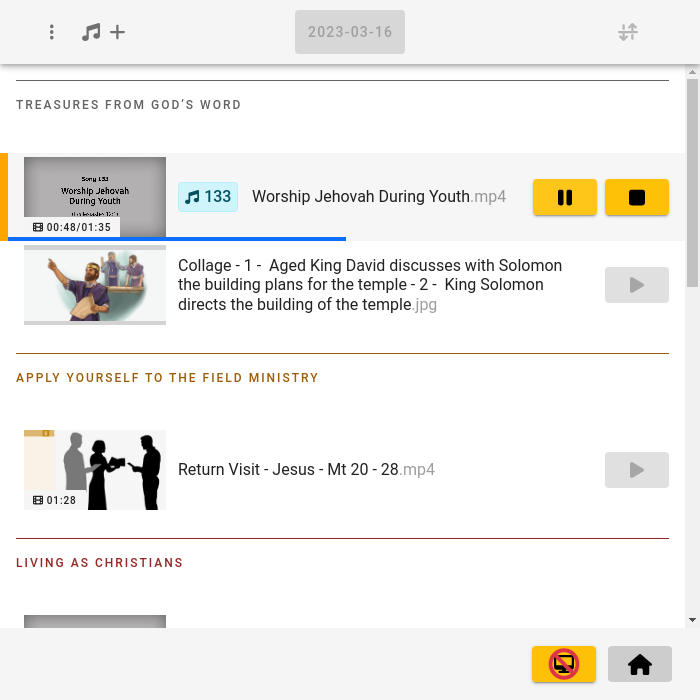 2023-03-16
TREASURES FROM GOD'S WORD
Song 133
Worship Jehovah
During Youth
00:48/01:35
133
Worship Jehovah During Youth.mp4
Collage - 1 - Aged King David discusses with Solomon
the building plans for the temple - 2 - King Solomon
directs the building of the temple.jpg
APPLY YOURSELF TO THE FIELD MINISTRY
01:28
Return Visit - Jesus - Mt 20 - 28.mp4
LIVING AS CHRISTIANS